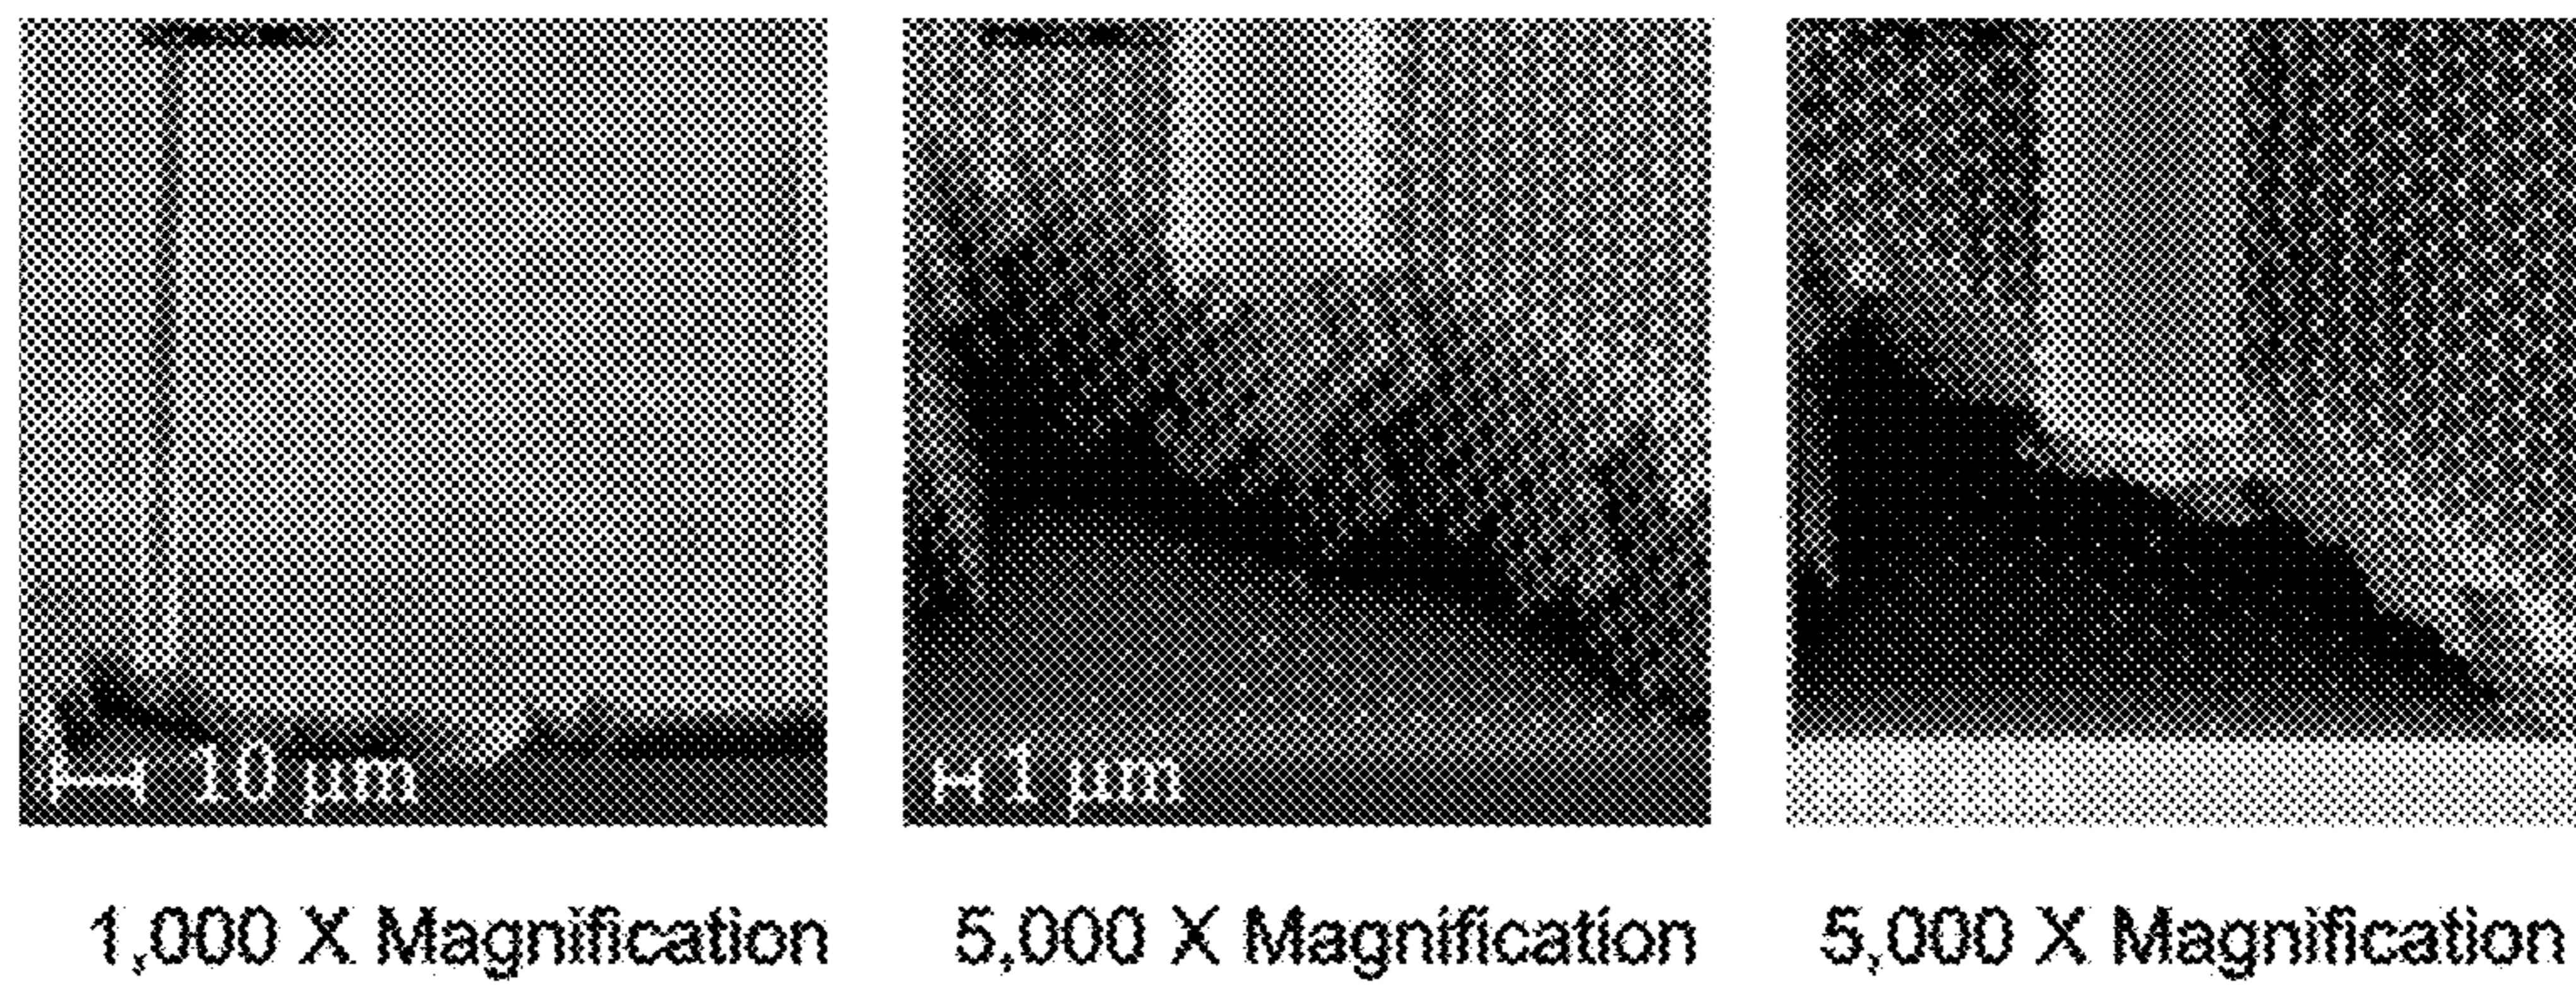 10 µm
1 µm
1,000 X Magnification
5,000 X Magnification
5,000 X Magnification